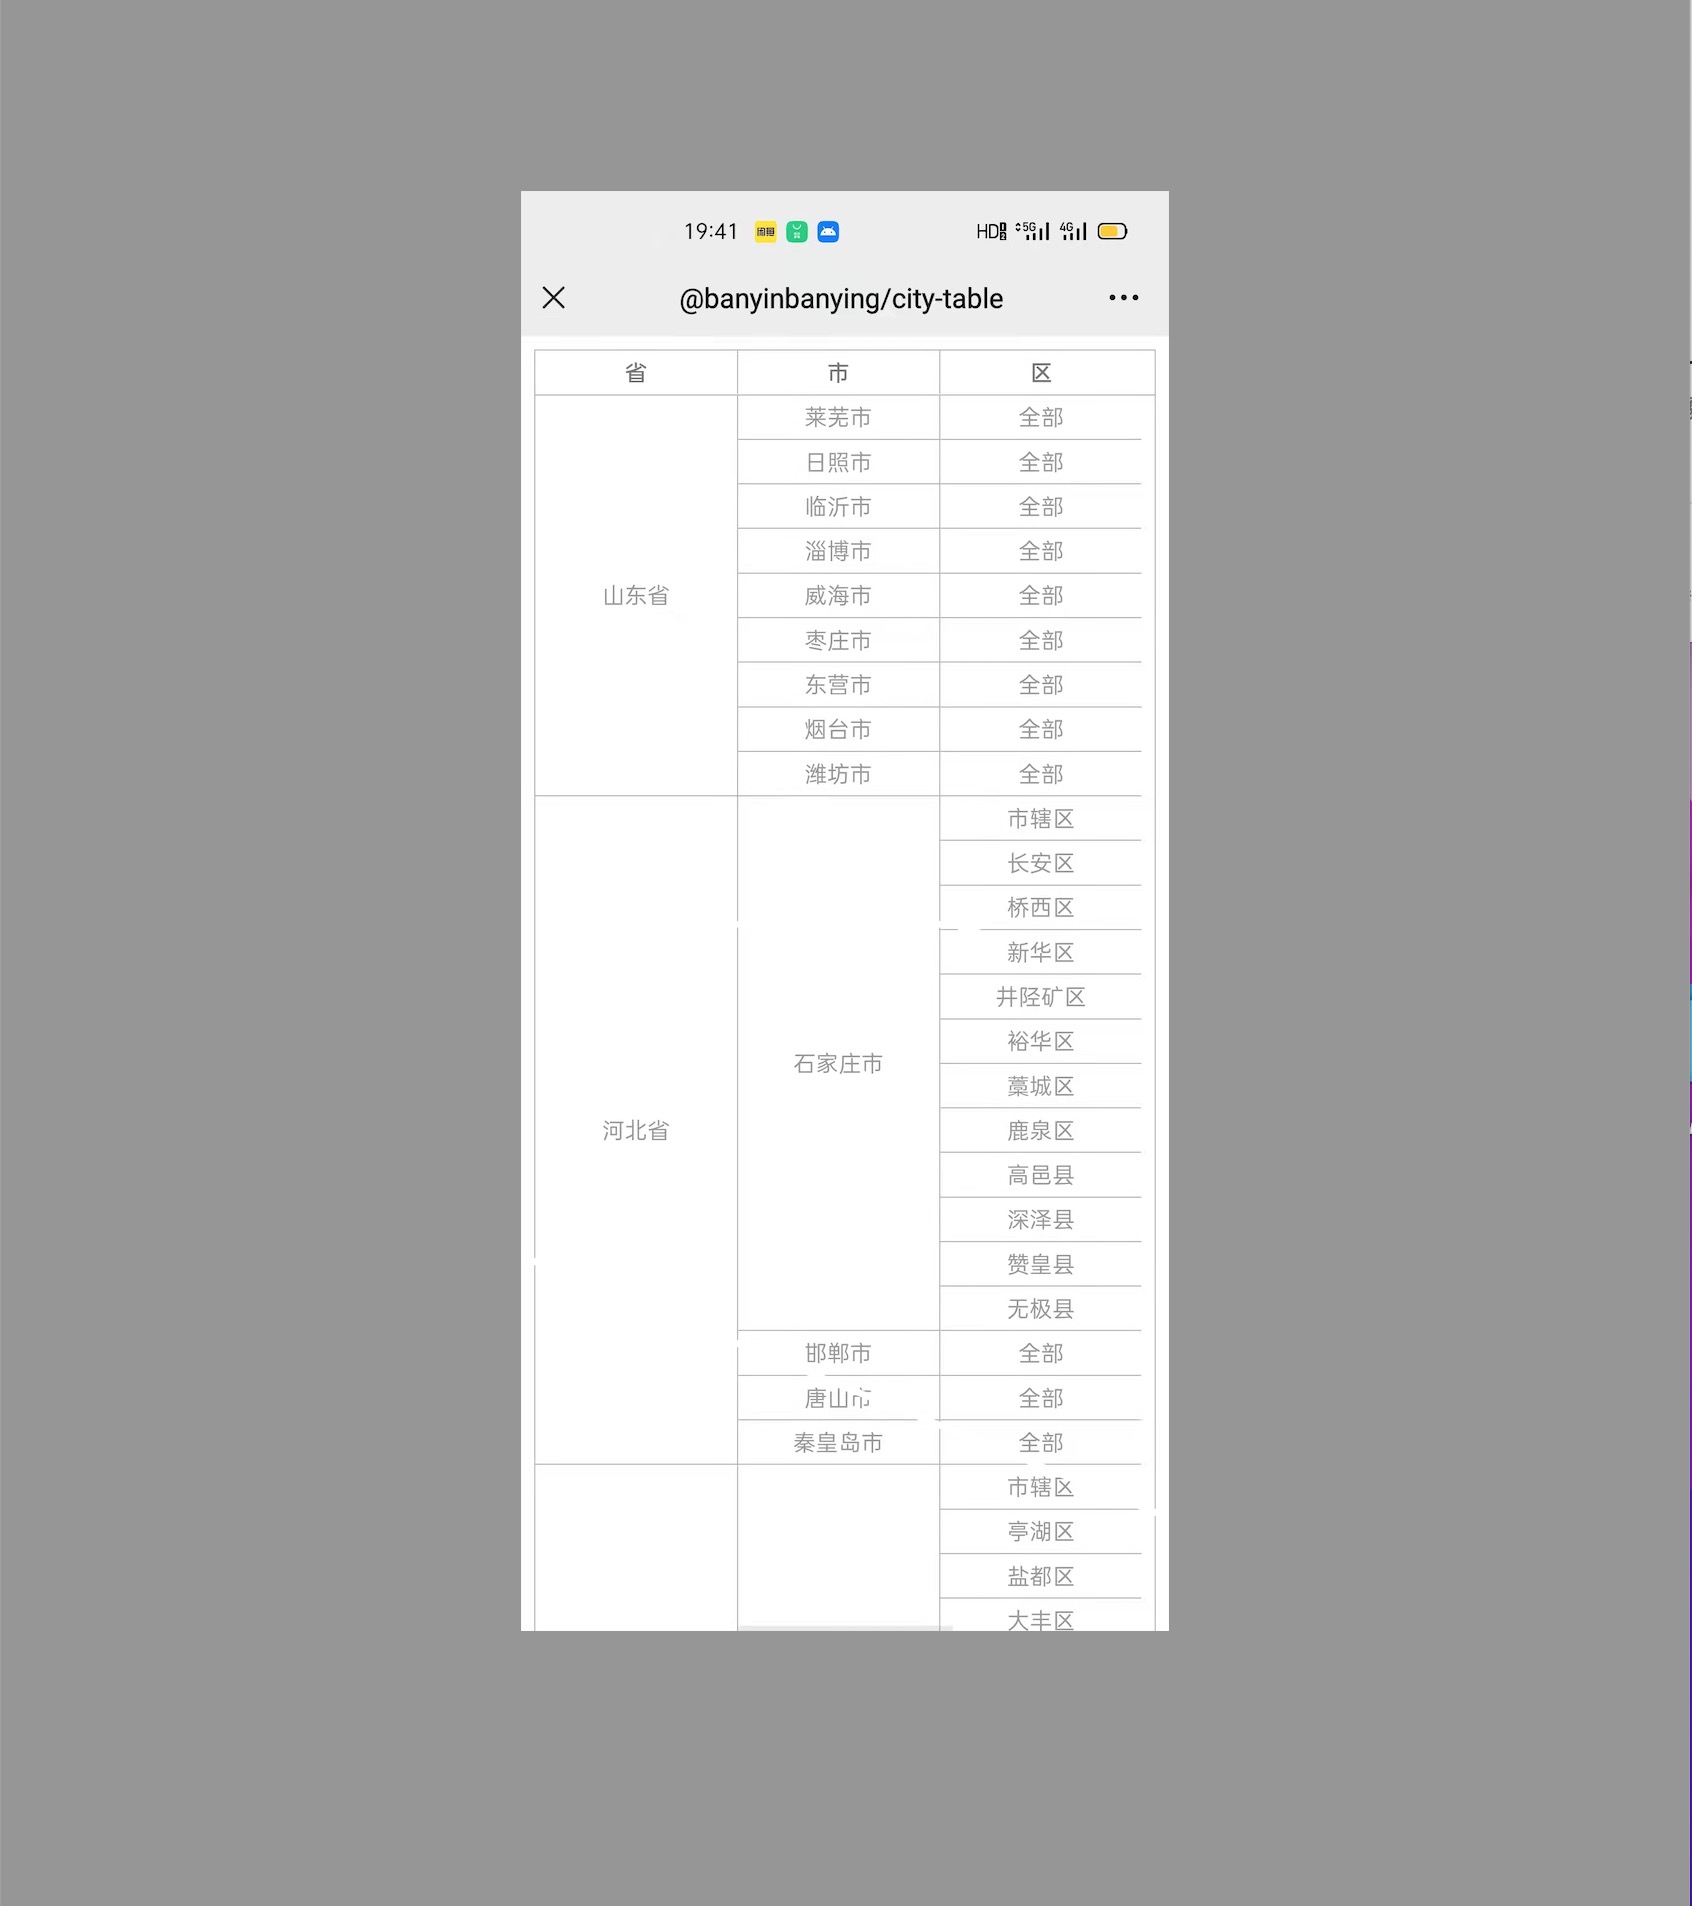 19:41 HD 5G 4G
@banyinbanying/city-table
省 市 区
莱芜市 全部
日照市 全部
临沂市 全部
淄博市 全部
山东省 威海市 全部
枣庄市 全部
东营市 全部
烟台市 全部
潍坊市 全部
市辖区
长安区
桥西区
新华区
井陉矿区
裕华区
石家庄市
藁城区
河北省 鹿泉区
高邑县
深泽县
赞皇县
无极县
邯郸市 全部
唐山市 全部
秦皇岛市 全部
市辖区
亭湖区
盐都区
大丰区